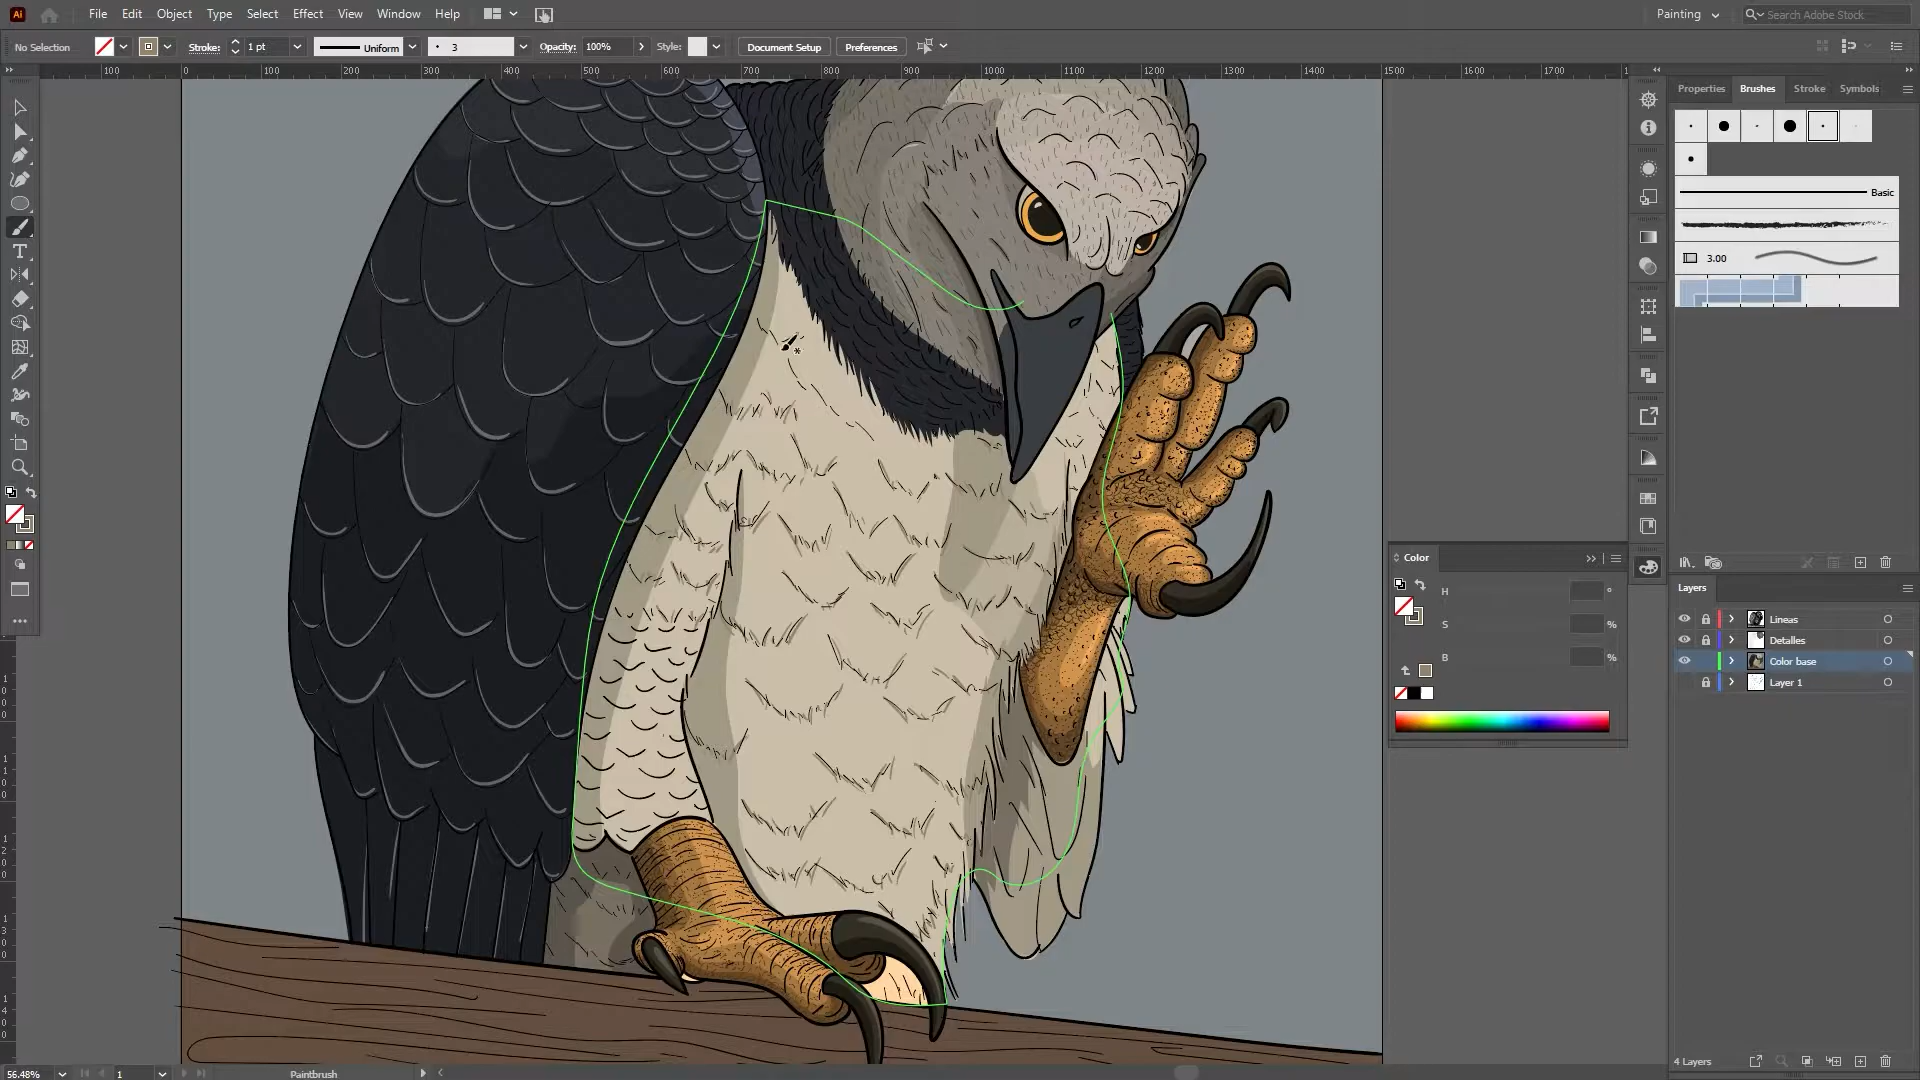 Ai File Edit Object Type Select Effect View Window Help Painting Search Adobe Stock
No Selection Stroke: 1 pt Uniform 3 Opacity: 100% Style: Document Setup Preferences
100 0 100 200 300 400 500 600 700 800 900 1000 1100 1200 1300 1400 1500 1600 1700
Properties Brushes Stroke Symbols
Basic
3.00
Color
H °
S %
B %
Layers
Lineas
Detalles
Color base
Layer 1
4 Layers
56.48% 1 Paintbrush